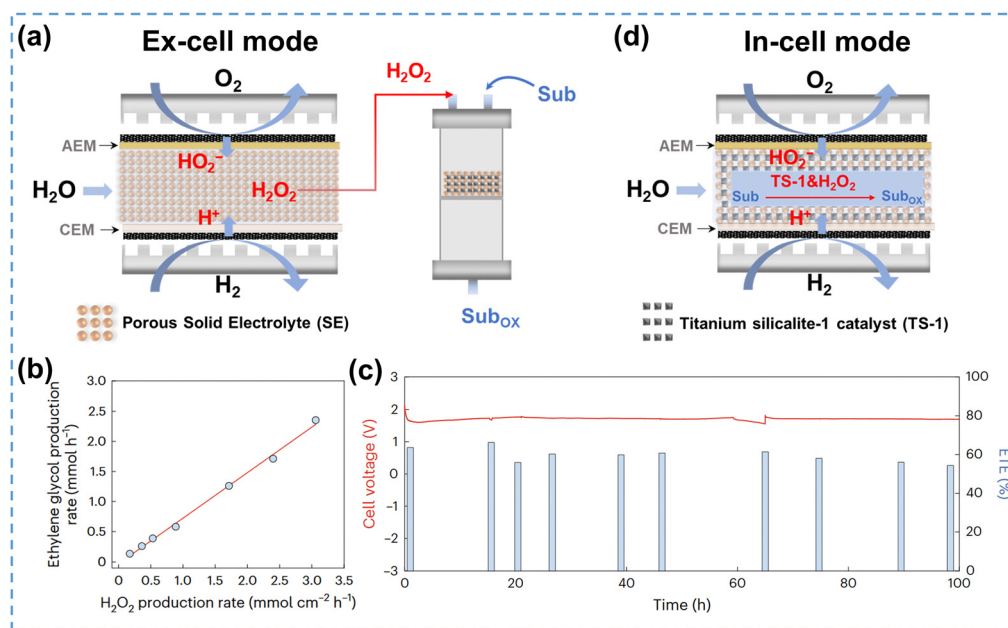 (a)
Ex-cell mode
O₂
AEM
HO₂⁻
H₂O
H₂O₂
H⁺
CEM
H₂
H₂O₂
Sub
Sub_OX
Porous Solid Electrolyte (SE)
(d)
In-cell mode
O₂
AEM
HO₂⁻
H₂O
TS-1&H₂O₂
Sub
Sub_OX
H⁺
CEM
H₂
Titanium silicalite-1 catalyst (TS-1)
(b)
Ethylene glycol production
rate (mmol h⁻¹)
3.0
2.5
2.0
1.5
1.0
0.5
0
0 0.5 1.0 1.5 2.0 2.5 3.0 3.5
H₂O₂ production rate (mmol cm⁻² h⁻¹)
(c)
Cell voltage (V)
3
2
1
0
−1
−2
−3
0 20 40 60 80 100
Time (h)
100
80
60
40
20
0
ETE (%)